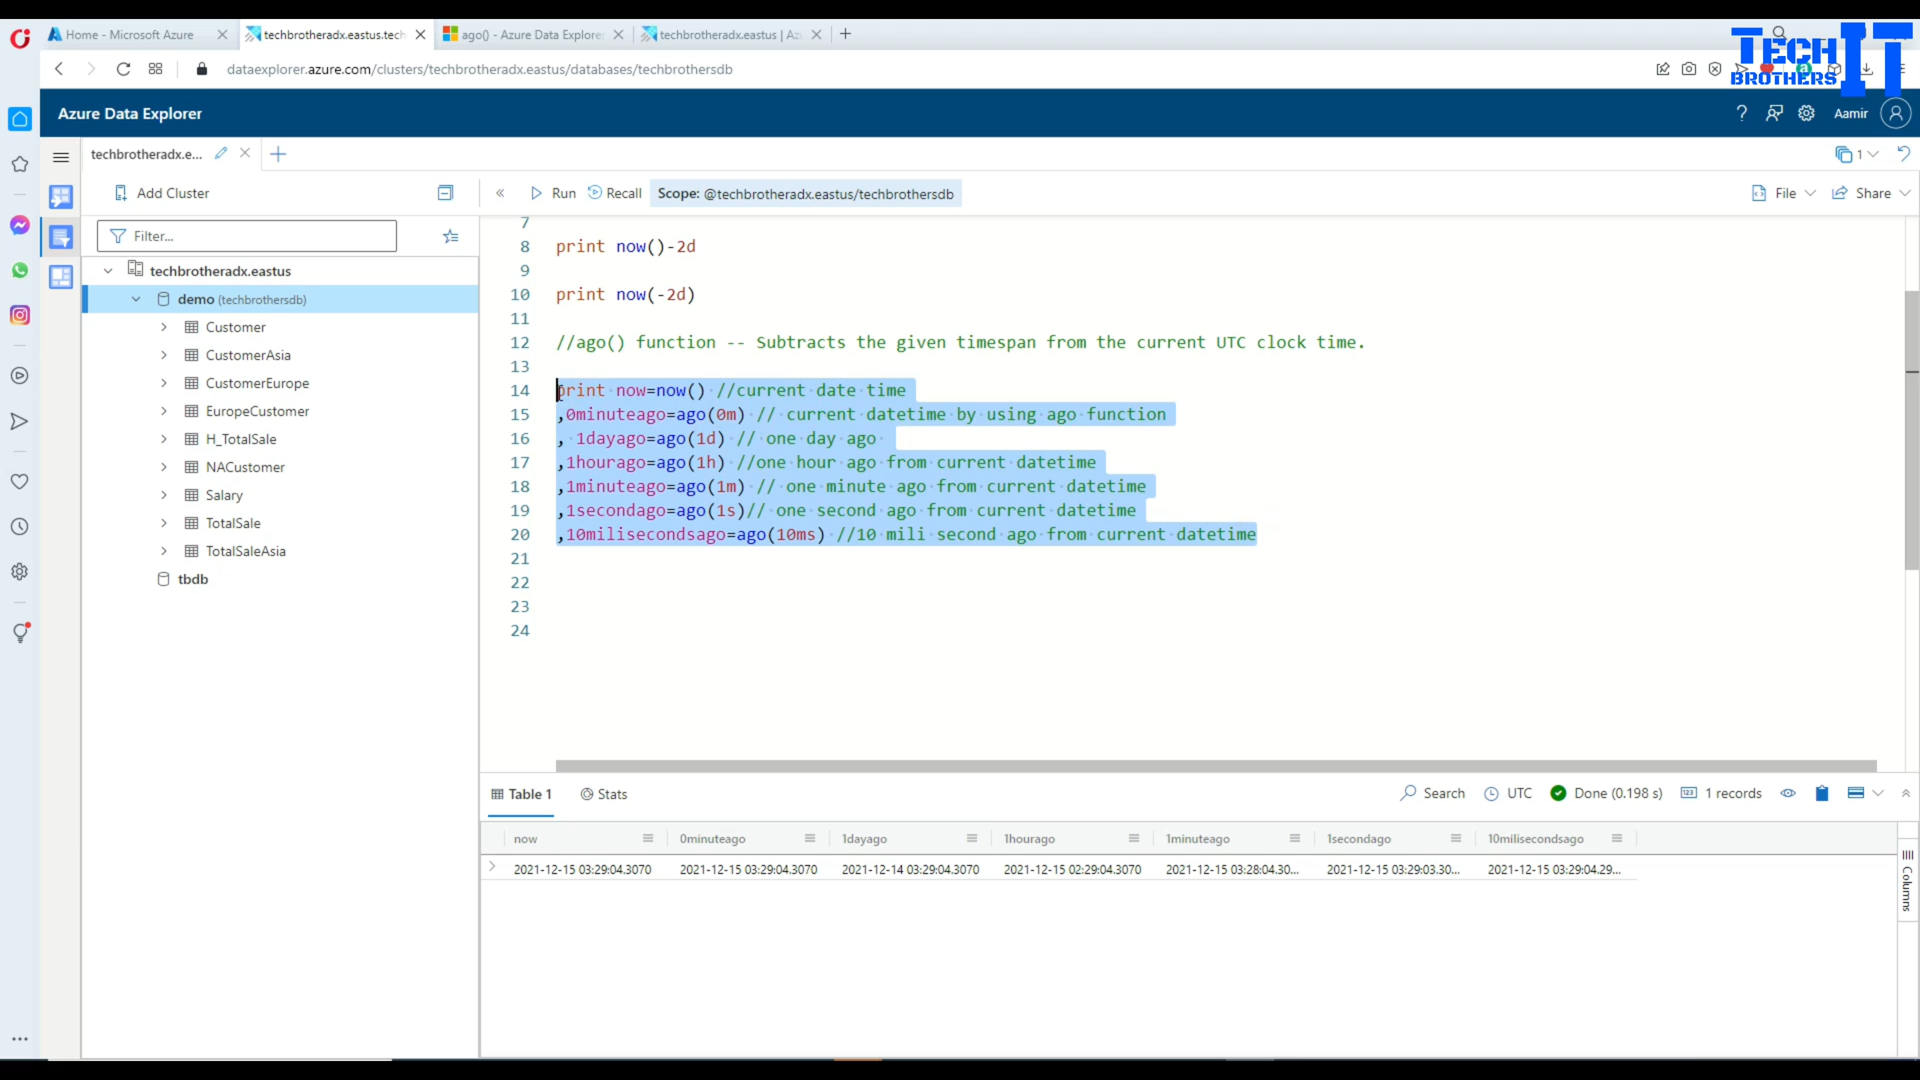 Home - Microsoft Azure
techbrotheradx.eastus.tech
ago() - Azure Data Explorer
techbrotheradx.eastus | Az
TECH IT
BROTHERS
dataexplorer.azure.com/clusters/techbrotheradx.eastus/databases/techbrothersdb
Azure Data Explorer
Aamir
techbrotheradx.e...
1
Add Cluster
Run
Recall
Scope: @techbrotheradx.eastus/techbrothersdb
File
Share
Filter...
techbrotheradx.eastus
demo (techbrothersdb)
Customer
CustomerAsia
CustomerEurope
EuropeCustomer
H_TotalSale
NACustomer
Salary
TotalSale
TotalSaleAsia
tbdb
7
8 print now()-2d
9
10 print now(-2d)
11
12 //ago() function -- Subtracts the given timespan from the current UTC clock time.
13
14 print now=now() //current date time
15 ,0minuteago=ago(0m) // current datetime by using ago function
16 , 1dayago=ago(1d) // one day ago
17 ,1hourago=ago(1h) //one hour ago from current datetime
18 ,1minuteago=ago(1m) // one minute ago from current datetime
19 ,1secondago=ago(1s)// one second ago from current datetime
20 ,10milisecondsago=ago(10ms) //10 mili second ago from current datetime
21
22
23
24
Table 1
Stats
Search
UTC
Done (0.198 s)
1 records
now 0minuteago 1dayago 1hourago 1minuteago 1secondago 10milisecondsago
2021-12-15 03:29:04.3070 2021-12-15 03:29:04.3070 2021-12-14 03:29:04.3070 2021-12-15 02:29:04.3070 2021-12-15 03:28:04.30... 2021-12-15 03:29:03.30... 2021-12-15 03:29:04.29...
Columns